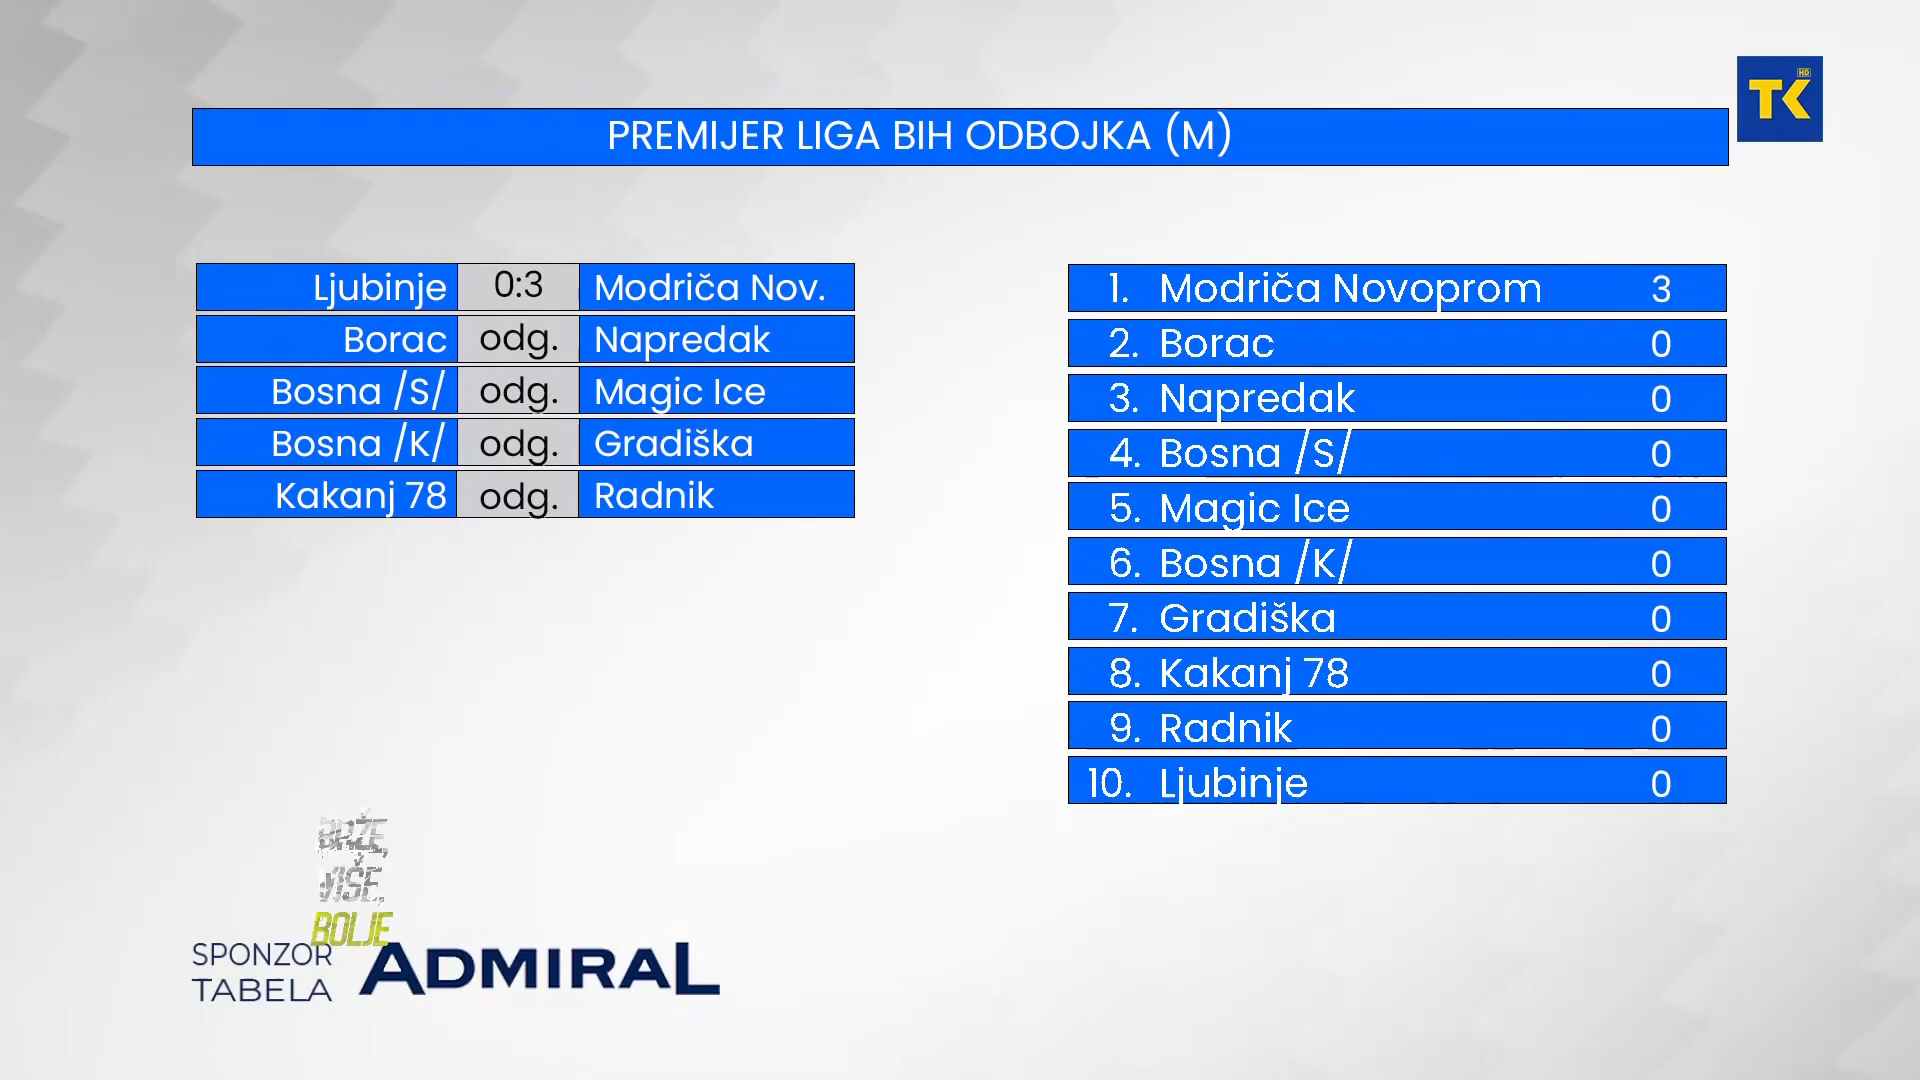 HD
TK
PREMIJER LIGA BIH ODBOJKA (M)
Ljubinje 0:3 Modriča Nov.
Borac odg. Napredak
Bosna /S/ odg. Magic Ice
Bosna /K/ odg. Gradiška
Kakanj 78 odg. Radnik
1. Modriča Novoprom 3
2. Borac 0
3. Napredak 0
4. Bosna /S/ 0
5. Magic Ice 0
6. Bosna /K/ 0
7. Gradiška 0
8. Kakanj 78 0
9. Radnik 0
10. Ljubinje 0
BRŽE,
VIŠE,
BOLJE
SPONZOR
TABELA
ADMIRAL